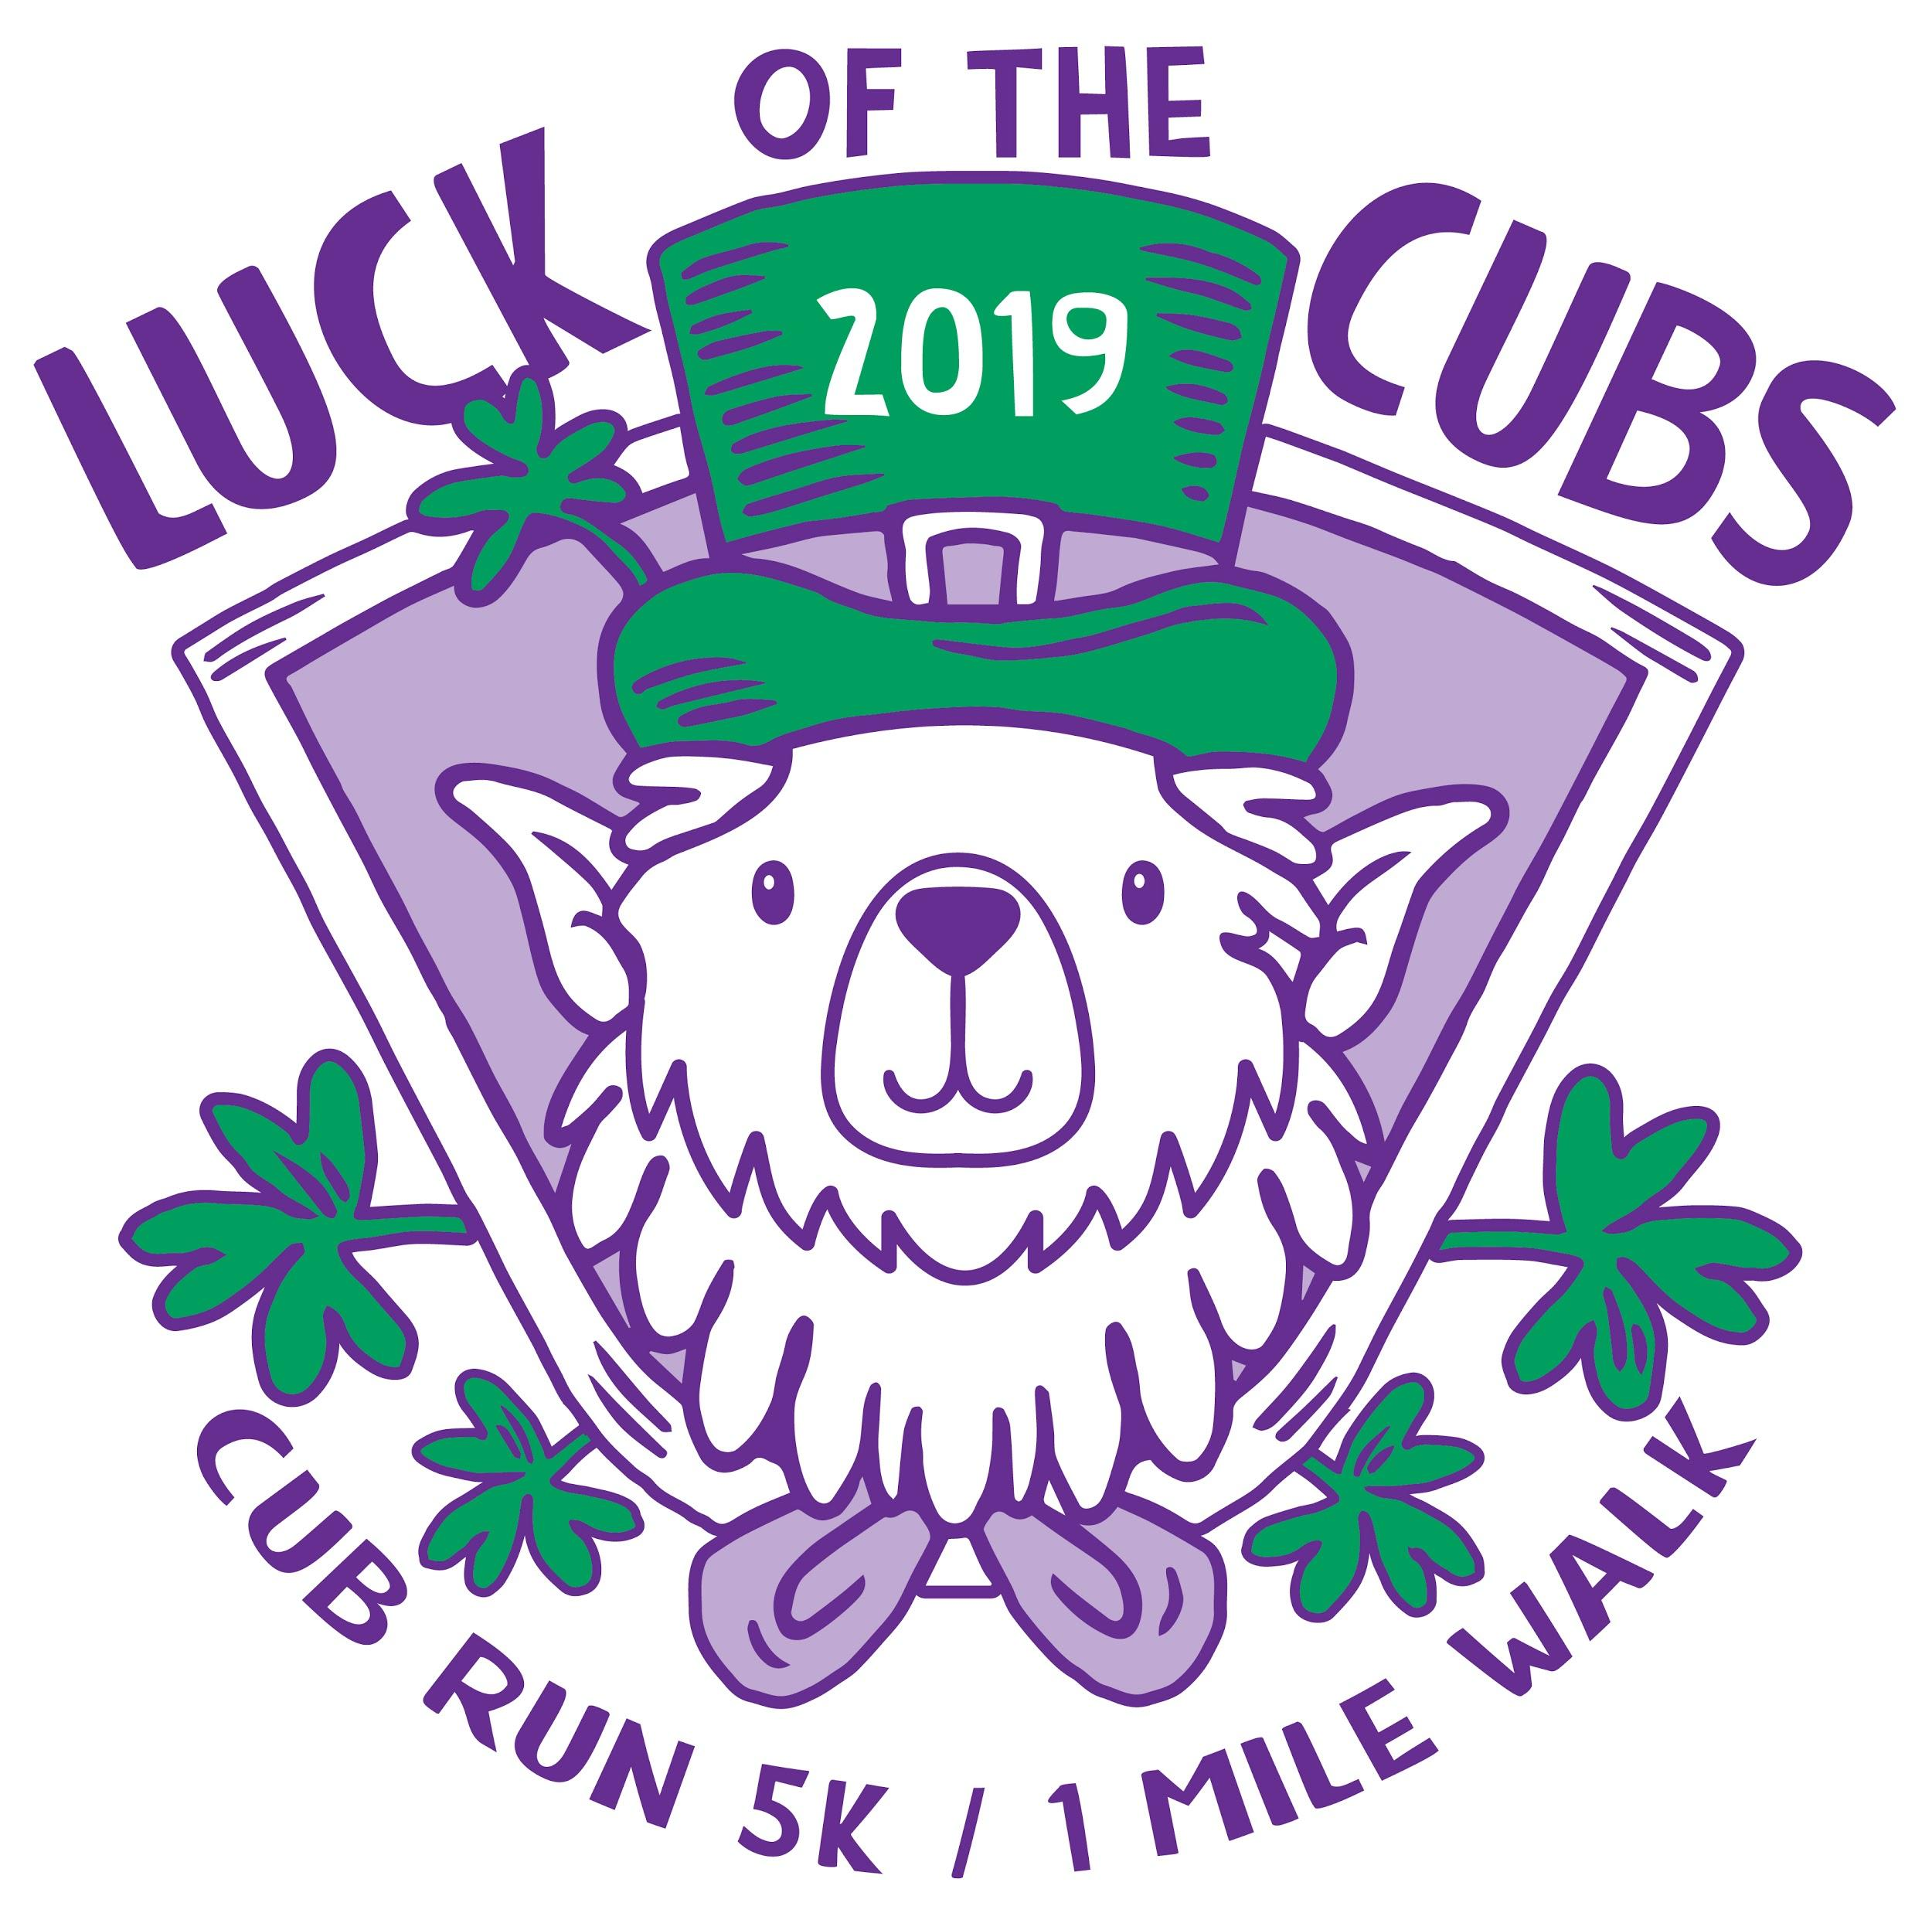 LUCK OF THE CUBS
2019
CUB RUN 5K / 1 MILE WALK